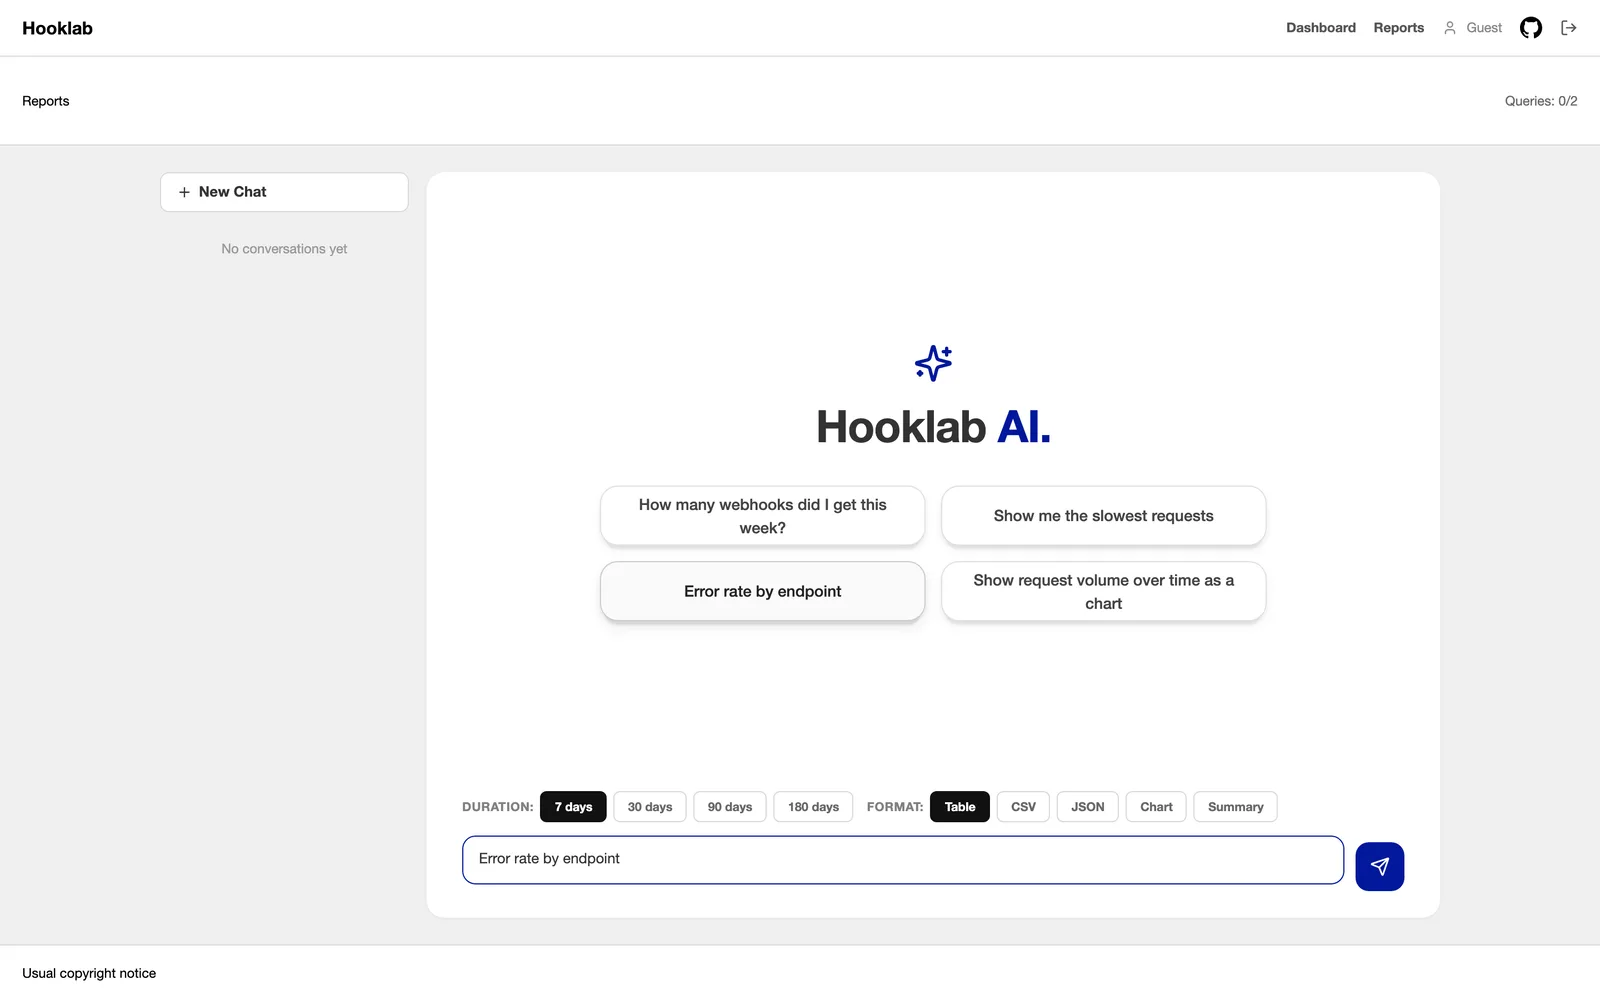 Hooklab
Dashboard
Reports
Guest
Reports
Queries: 0/2
New Chat
No conversations yet
Hooklab AI.
How many webhooks did I get this
week?
Show me the slowest requests
Error rate by endpoint
Show request volume over time as a
chart
DURATION: 7 days 30 days 90 days 180 days FORMAT: Table CSV JSON Chart Summary
Error rate by endpoint
Usual copyright notice